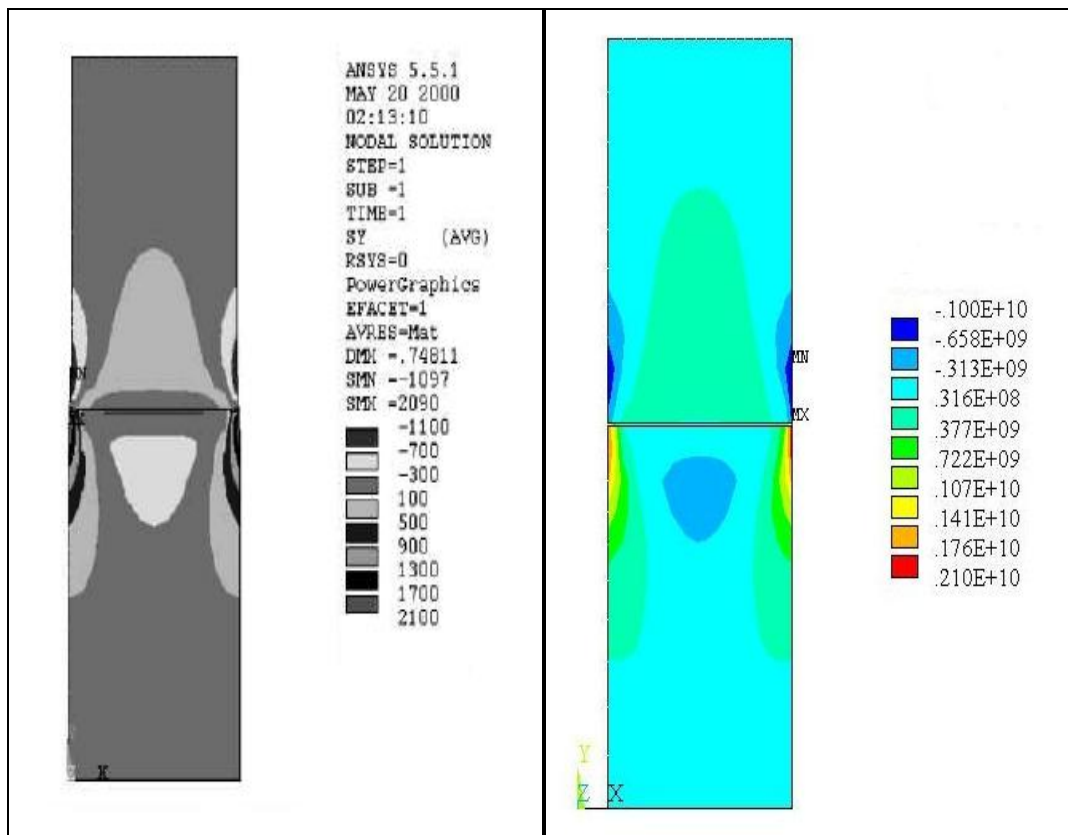 ANSYS 5.5.1
MAY 20 2000
02:13:10
NODAL SOLUTION
STEP=1
SUB =1
TIME=1
SY (AVG)
RSYS=0
PowerGraphics
EFACET=1
AVRES=Mat
DMX =.74811
SMN =-1097
SMX =2090
-1100
-700
-300
100
500
900
1300
1700
2100
X
MN
MX
-.100E+10
-.658E+09
-.313E+09
.316E+08
.377E+09
.722E+09
.107E+10
.141E+10
.176E+10
.210E+10
Y
Z X